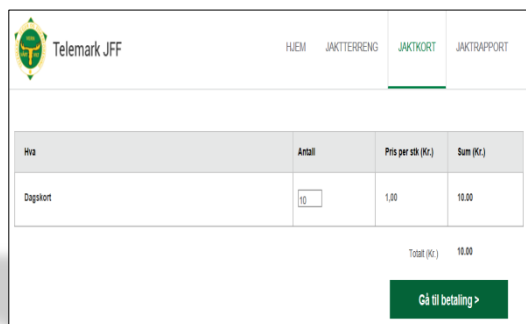 Telemark JFF
HJEM JAKTTERRENG JAKTKORT JAKTRAPPORT
Hva Antall Pris per stk (Kr.) Sum (Kr.)
Dagskort 10 1,00 10.00
Totalt (Kr.) 10.00
Gå til betaling >